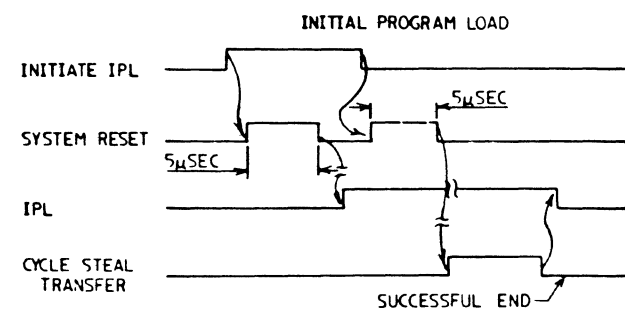 INITIAL PROGRAM LOAD
INITIATE IPL
5µSEC
SYSTEM RESET
5µSEC
IPL
CYCLE STEAL
TRANSFER
SUCCESSFUL END